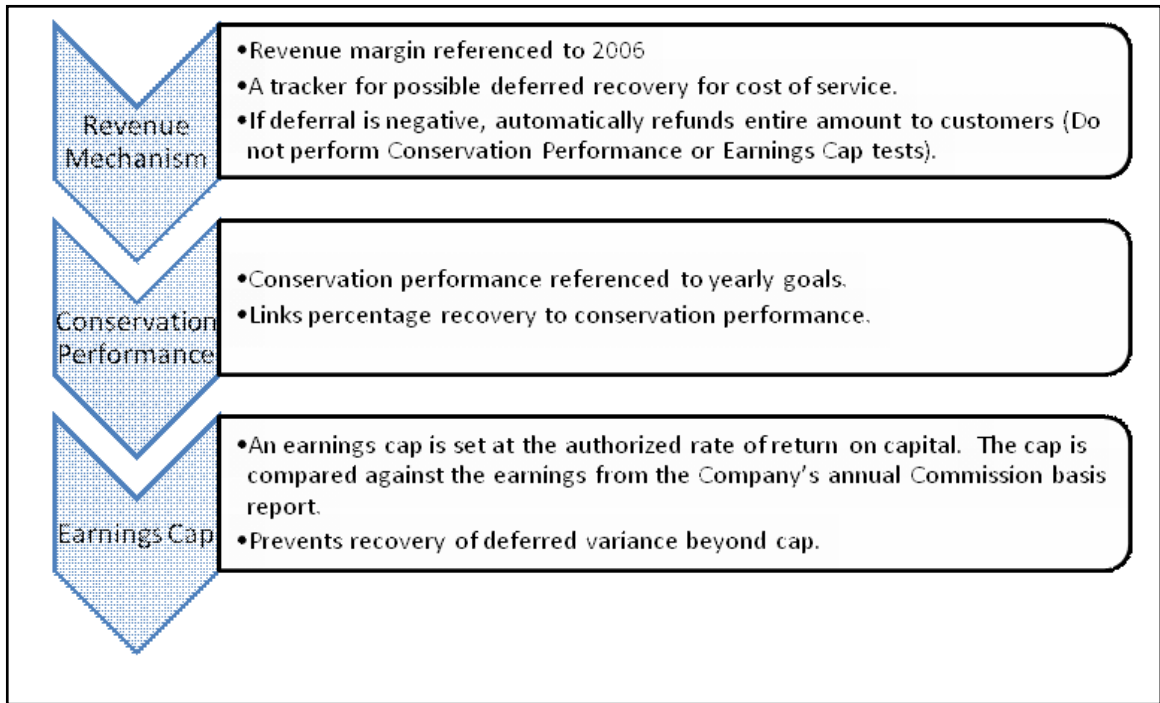 Revenue
Mechanism
•Revenue margin referenced to 2006
•A tracker for possible deferred recovery for cost of service.
•If deferral is negative, automatically refunds entire amount to customers (Do
not perform Conservation Performance or Earnings Cap tests).
Conservation
Performance
•Conservation performance referenced to yearly goals.
•Links percentage recovery to conservation performance.
Earnings Cap
•An earnings cap is set at the authorized rate of return on capital. The cap is
compared against the earnings from the Company's annual Commission basis
report.
•Prevents recovery of deferred variance beyond cap.